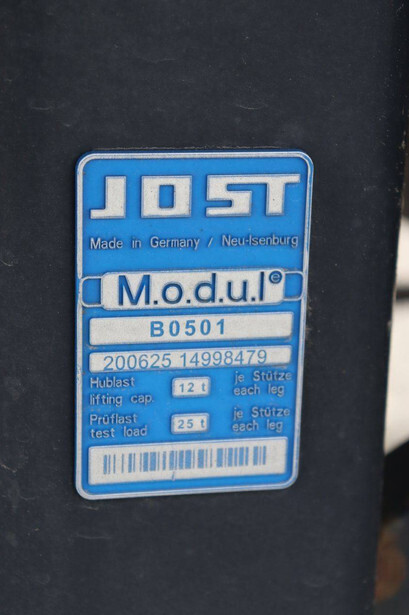 JOST
Made in Germany / Neu-Isenburg
M.o.d.u.l®
B0501
200625 14998479
Hublast 12 t je Stütze
lifting cap. each leg
Prüflast 25 t je Stütze
test load each leg